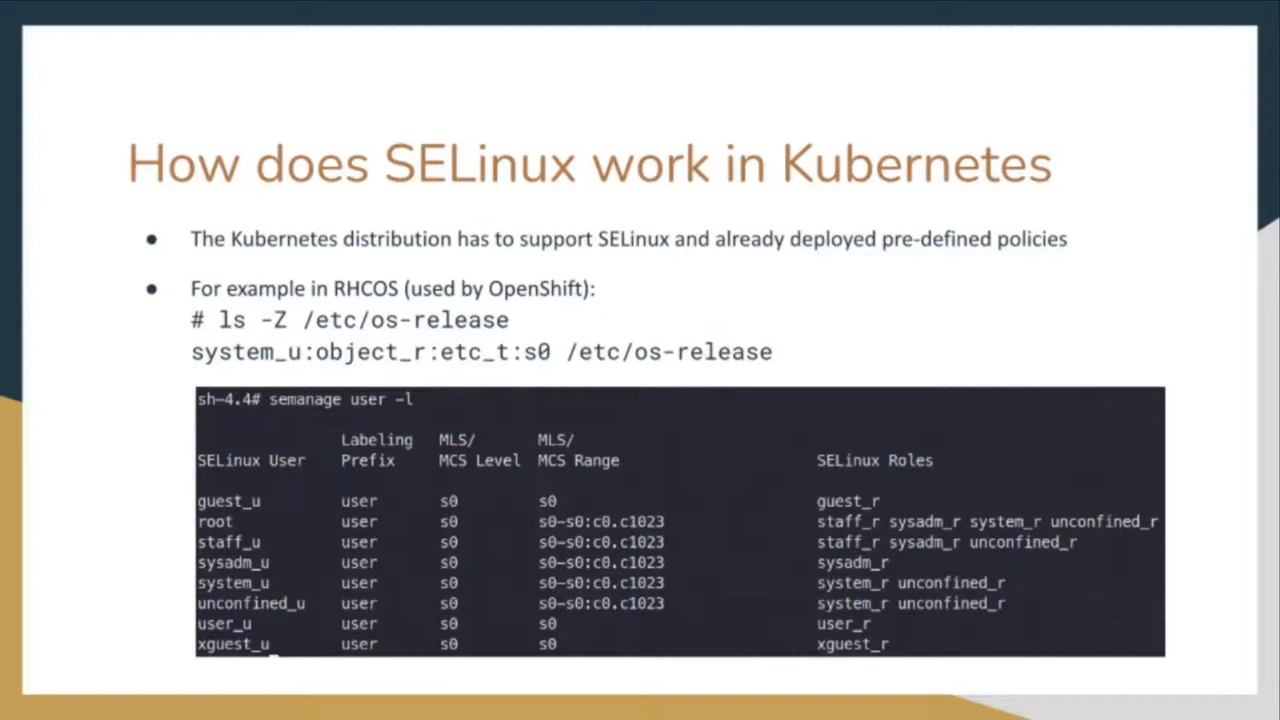 How does SELinux work in Kubernetes
● The Kubernetes distribution has to support SELinux and already deployed pre-defined policies
● For example in RHCOS (used by OpenShift):
# ls -Z /etc/os-release
system_u:object_r:etc_t:s0 /etc/os-release
sh-4.4# semanage user -l
Labeling MLS/ MLS/
SELinux User Prefix MCS Level MCS Range SELinux Roles
guest_u user s0 s0 guest_r
root user s0 s0-s0:c0.c1023 staff_r sysadm_r system_r unconfined_r
staff_u user s0 s0-s0:c0.c1023 staff_r sysadm_r unconfined_r
sysadm_u user s0 s0-s0:c0.c1023 sysadm_r
system_u user s0 s0-s0:c0.c1023 system_r unconfined_r
unconfined_u user s0 s0-s0:c0.c1023 system_r unconfined_r
user_u user s0 s0 user_r
xguest_u user s0 s0 xguest_r